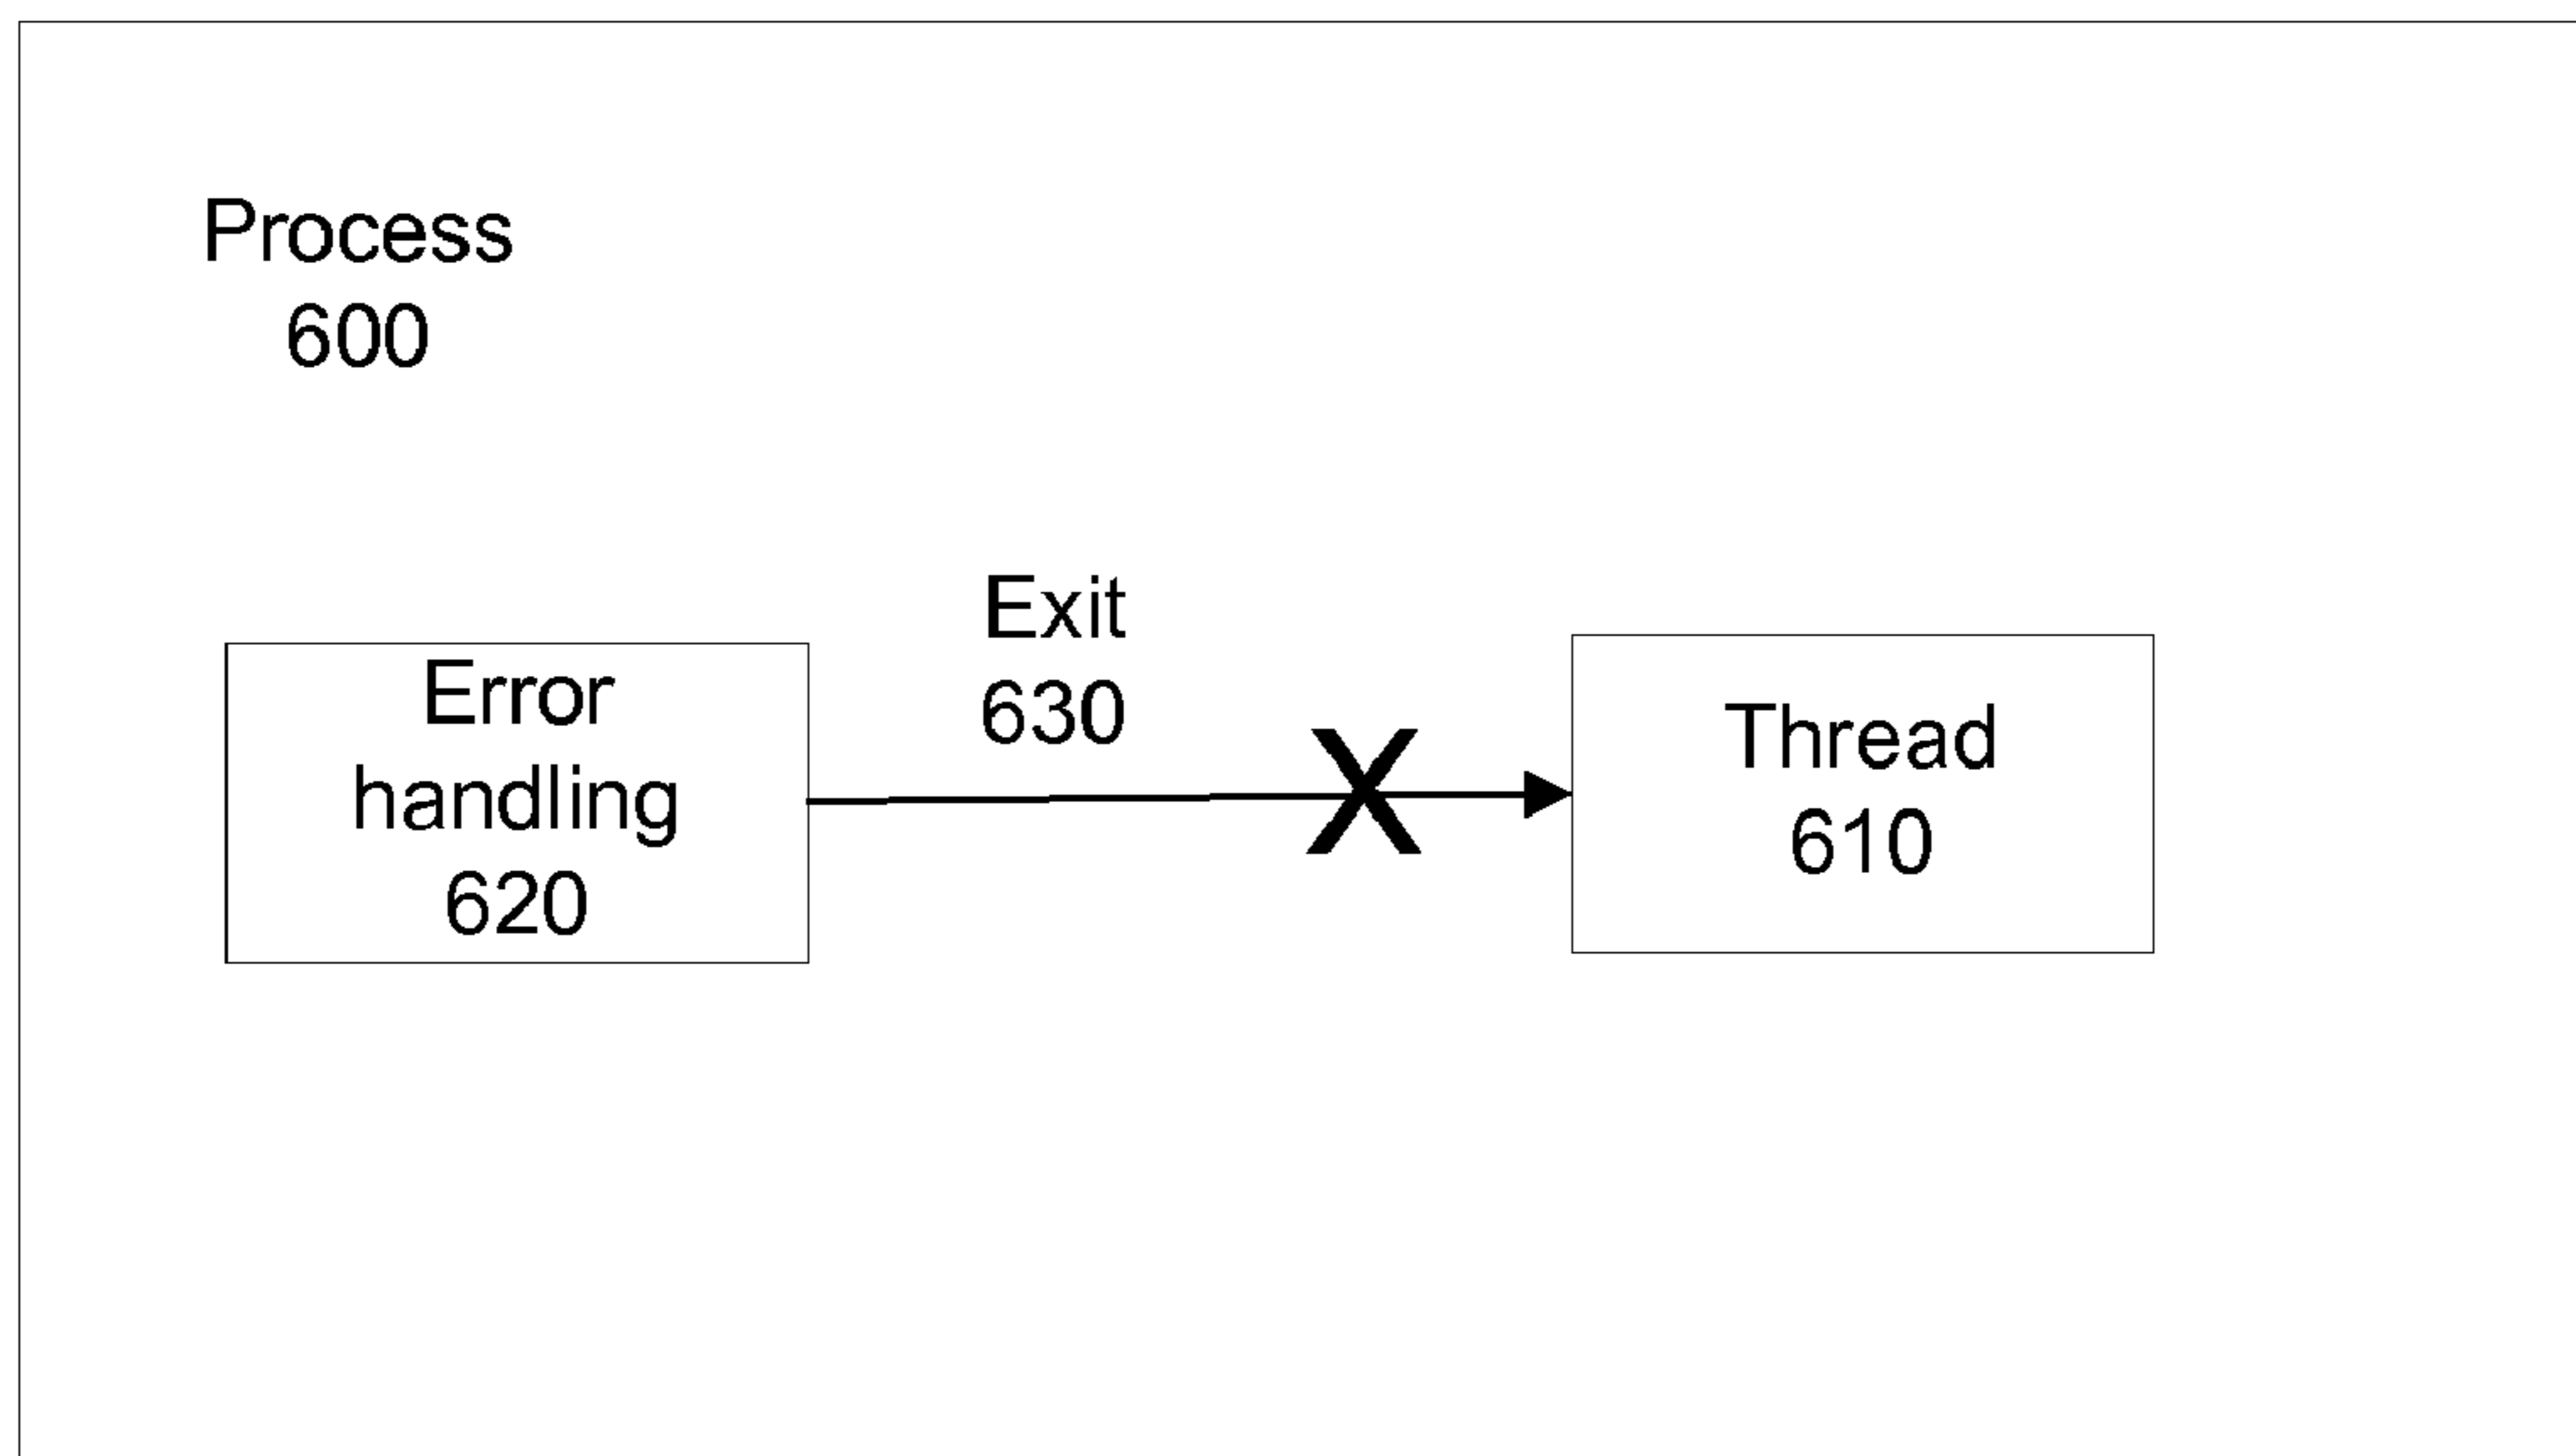 Process
600
Error
handling
620
Exit
630
X
Thread
610